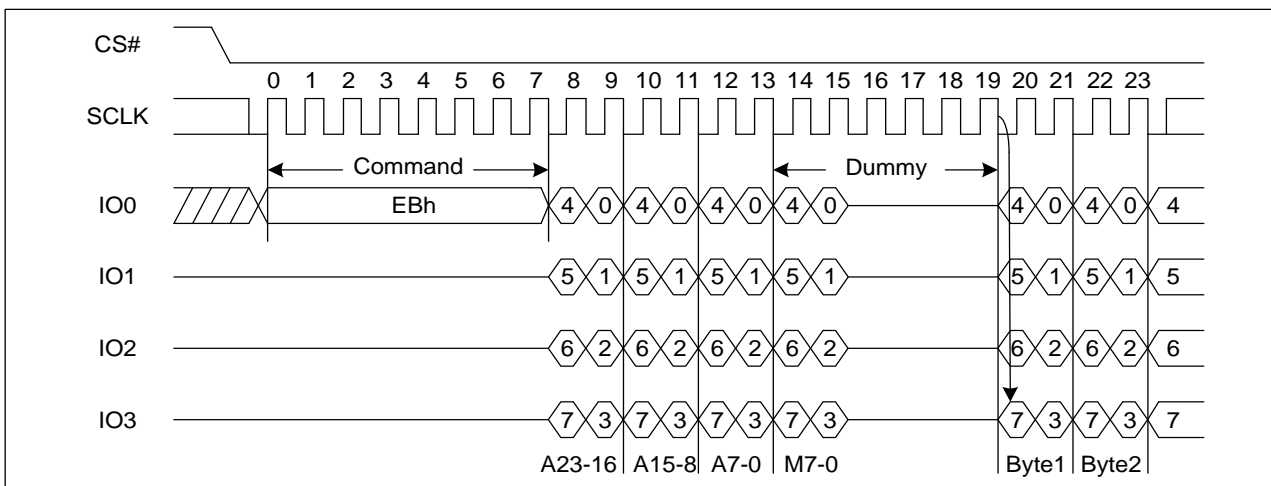 CS#
0 1 2 3 4 5 6 7 8 9 10 11 12 13 14 15 16 17 18 19 20 21 22 23
SCLK
Command Dummy
IO0 EBh 4 0 4 0 4 0 4 0 4 0 4 0 4
IO1 5 1 5 1 5 1 5 1 5 1 5 1 5
IO2 6 2 6 2 6 2 6 2 6 2 6 2 6
IO3 7 3 7 3 7 3 7 3 7 3 7 3 7
A23-16 A15-8 A7-0 M7-0 Byte1 Byte2